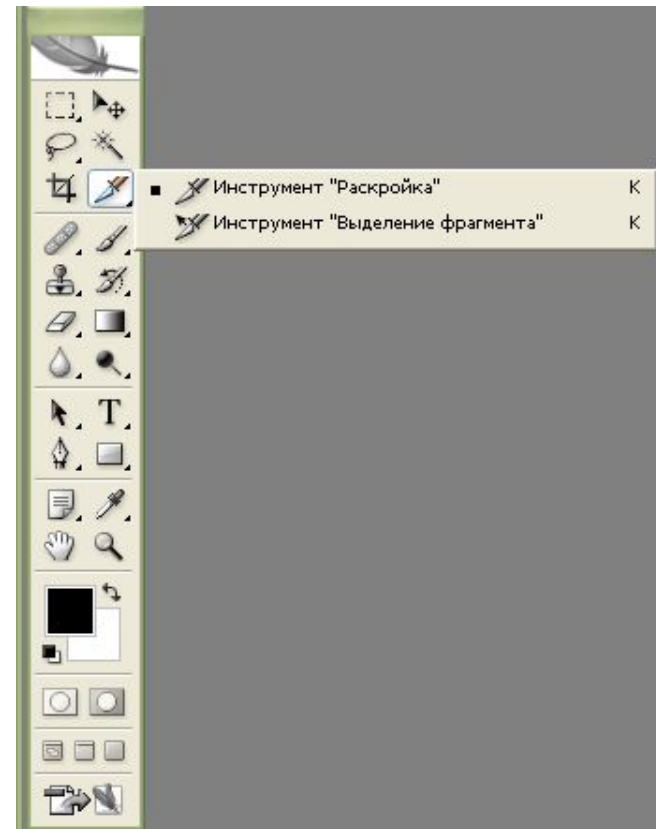 Инструмент "Раскройка" K
Инструмент "Выделение фрагмента" K
T